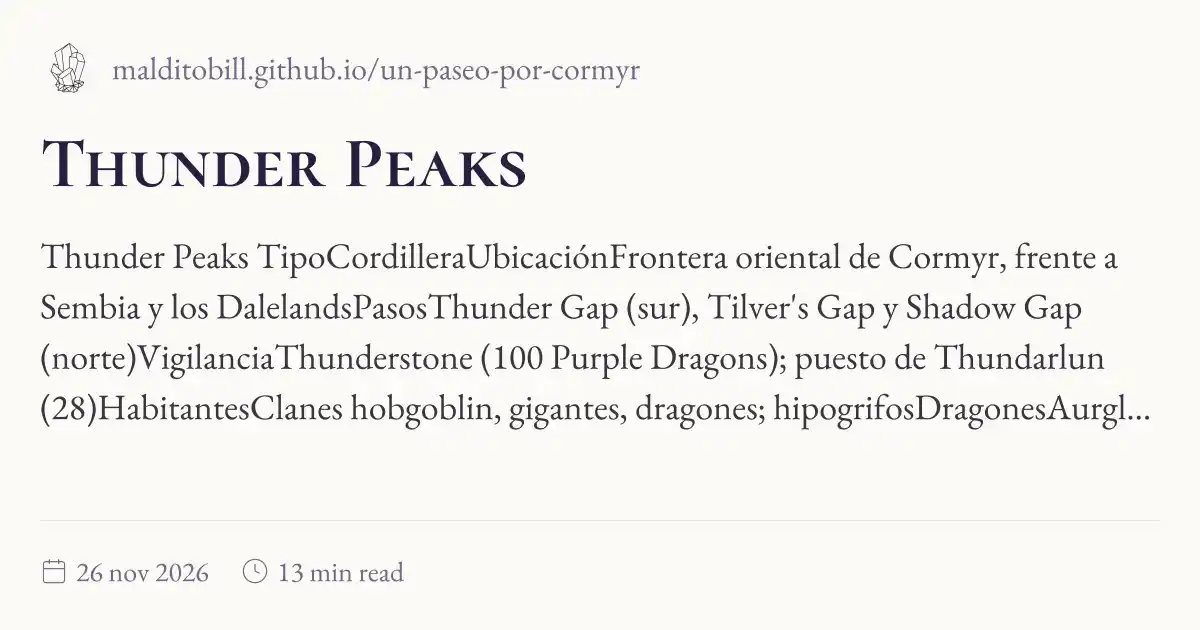 malditobill.github.io/un-paseo-por-cormyr
Thunder Peaks
Thunder Peaks TipoCordilleraUbicaciónFrontera oriental de Cormyr, frente a
Sembia y los DalelandsPasosThunder Gap (sur), Tilver's Gap y Shadow Gap
(norte)VigilanciaThunderstone (100 Purple Dragons); puesto de Thundarlun
(28)HabitantesClanes hobgoblin, gigantes, dragones; hipogrifosDragonesAurgl...
26 nov 2026
13 min read